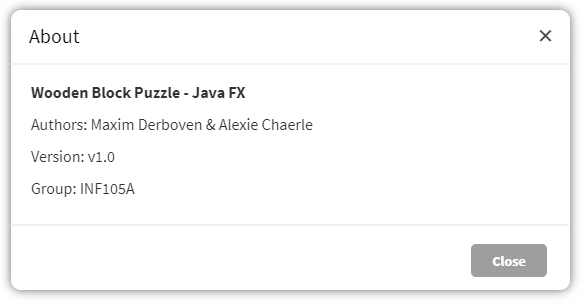 About
Wooden Block Puzzle - Java FX
Authors: Maxim Derboven & Alexie Chaerle
Version: v1.0
Group: INF105A
Close